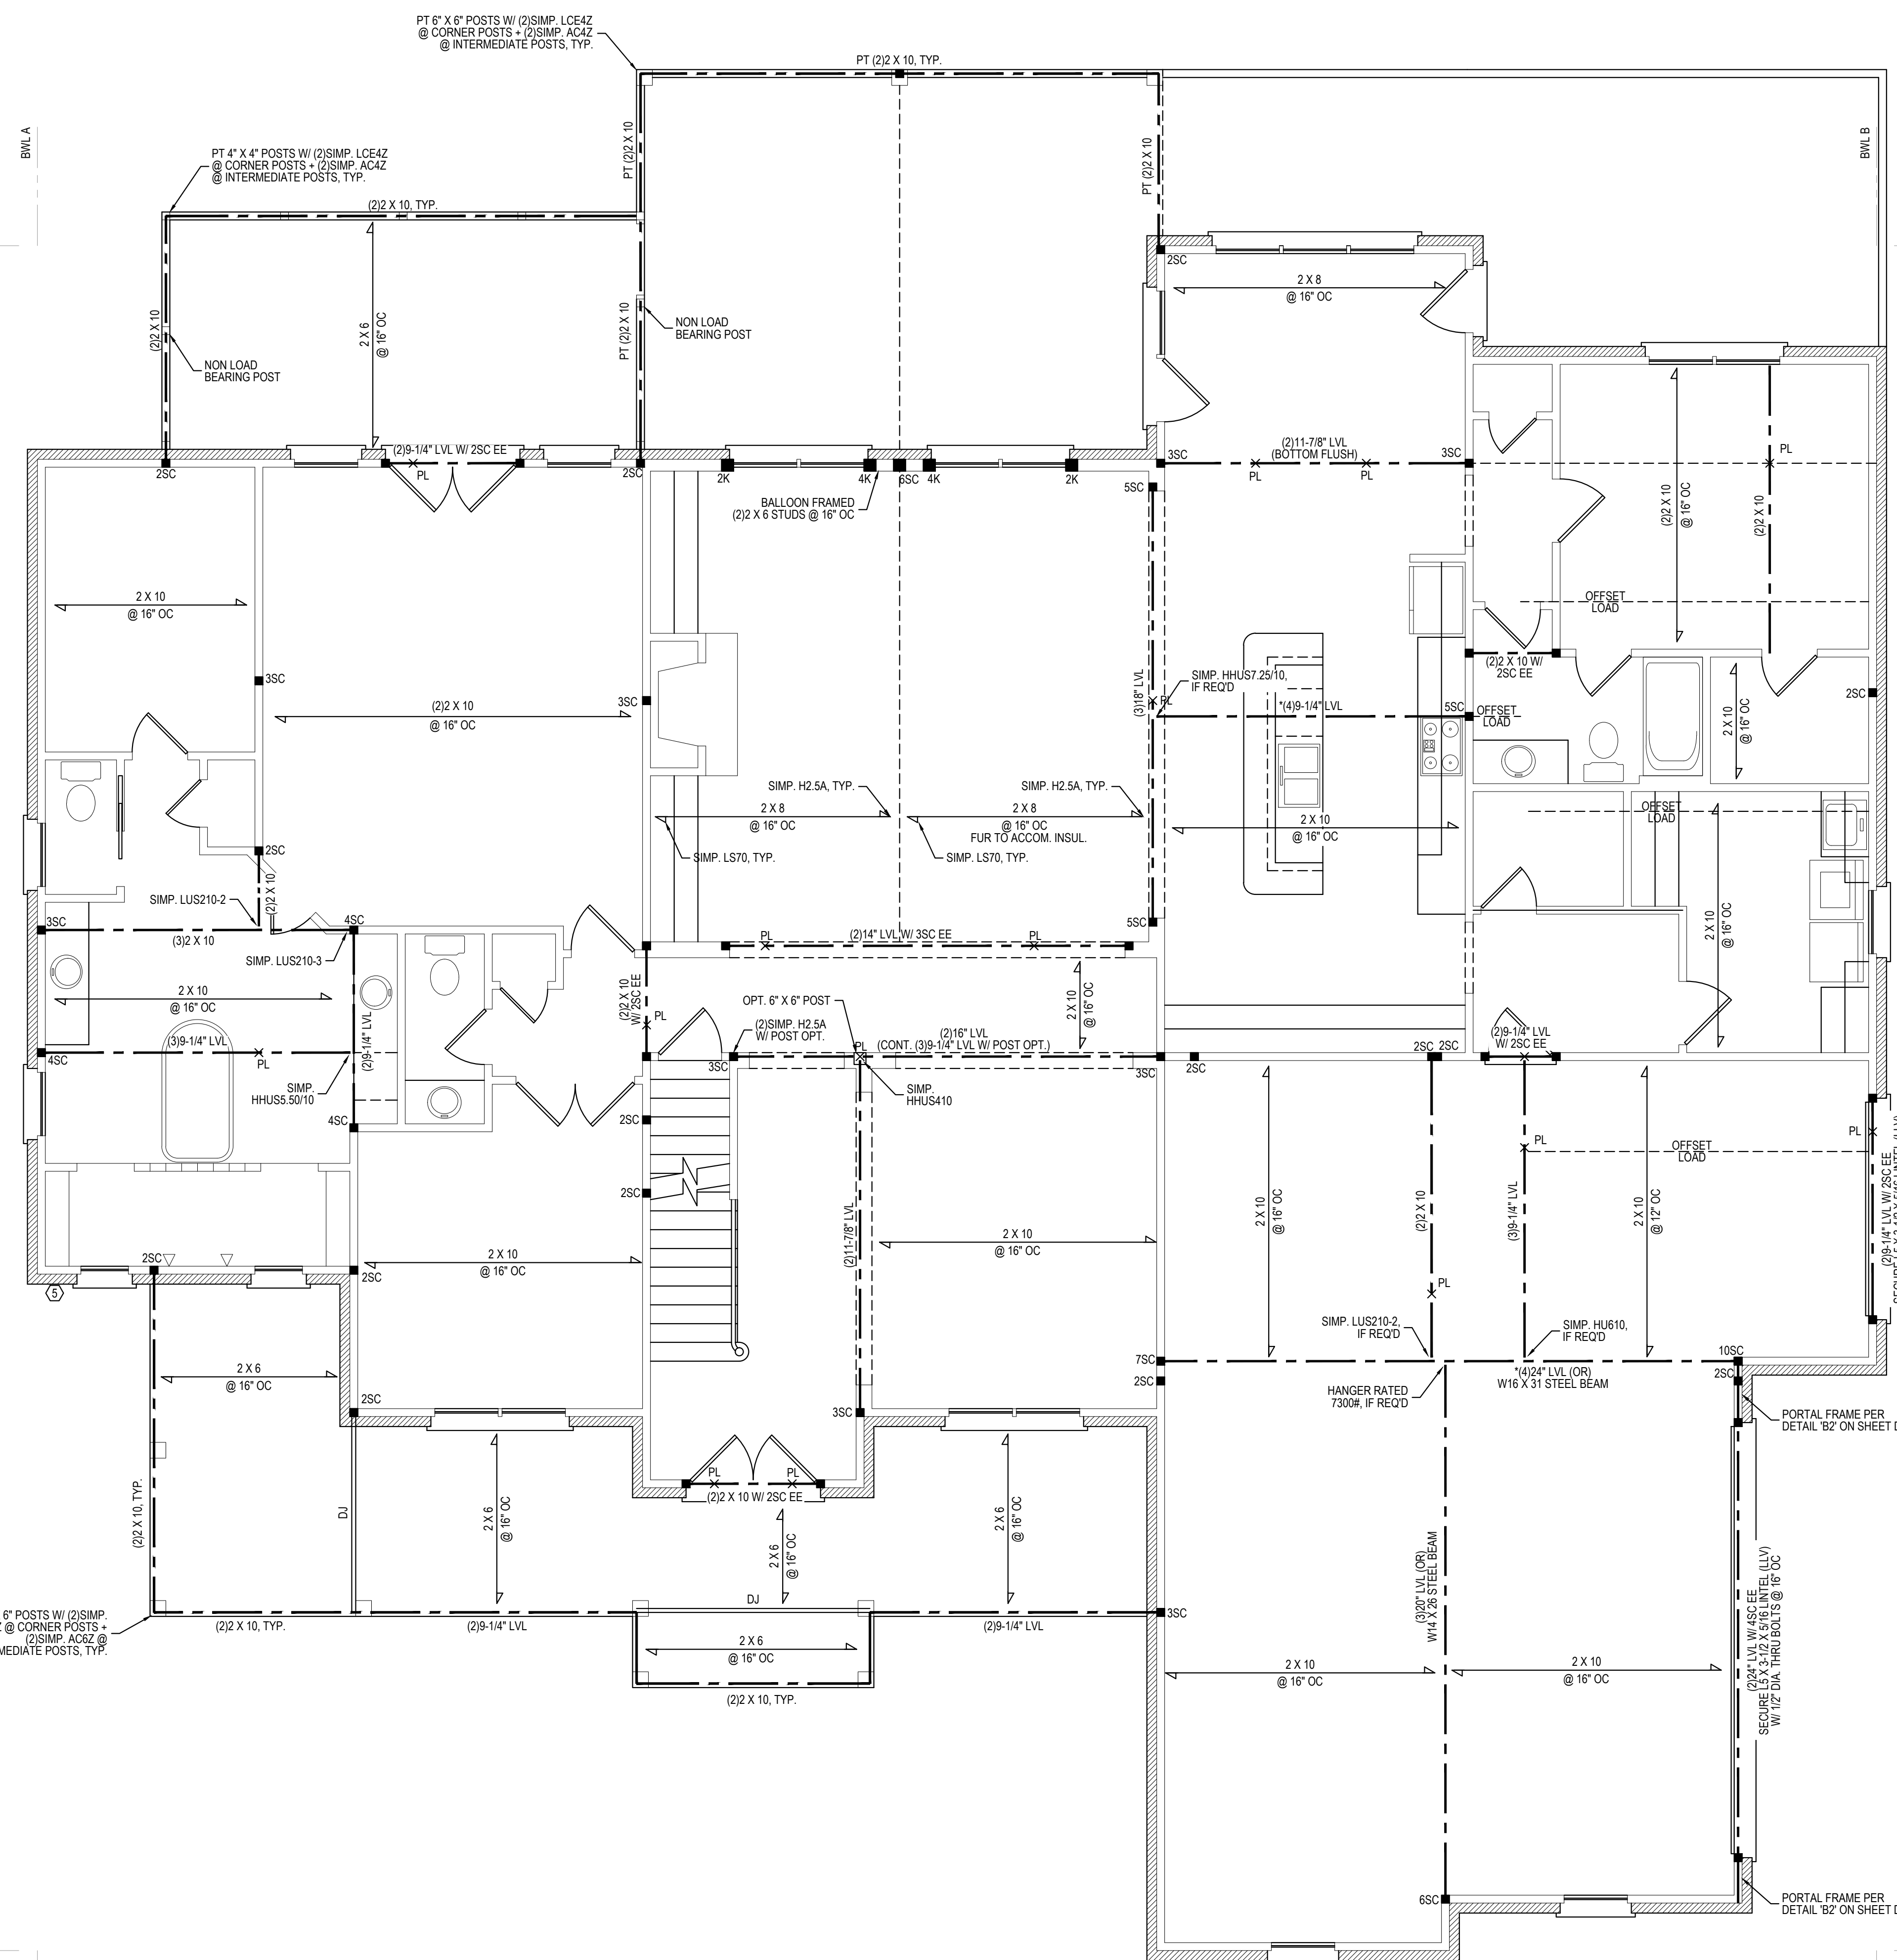 PT 6" X 6" POSTS W/ (2)SIMP. LCE4Z
@ CORNER POSTS + (2)SIMP. AC4Z
@ INTERMEDIATE POSTS, TYP.
PT (2)2 X 10, TYP.
BWL A
BWL B
PT 4" X 4" POSTS W/ (2)SIMP. LCE4Z
@ CORNER POSTS + (2)SIMP. AC4Z
@ INTERMEDIATE POSTS, TYP.
PT (2)2 X 10
PT (2)2 X 10
(2)2 X 10, TYP.
2SC
2 X 8
@ 16" OC
(2)2 X 10
2 X 6
@ 16" OC
PT (2)2 X 10
NON LOAD
BEARING POST
NON LOAD
BEARING POST
(2)9-1/4" LVL W/ 2SC EE
PL
2SC
2SC
2K
4K
6SC
4K
2K
3SC
(2)11-7/8" LVL
(BOTTOM FLUSH)
PL
PL
3SC
PL
5SC
BALLOON FRAMED
(2)2 X 6 STUDS @ 16" OC
(2)2 X 10
@ 16" OC
(2)2 X 10
2 X 10
@ 16" OC
OFFSET
LOAD
3SC
3SC
(2)2 X 10
@ 16" OC
(3)18" LVL
PL
SIMP. HHUS7.25/10,
IF REQ'D
*(4)9-1/4" LVL
5SC
OFFSET
LOAD
(2)2 X 10 W/
2SC EE
2SC
2 X 10
@ 16" OC
SIMP. H2.5A, TYP.
SIMP. H2.5A, TYP.
2 X 8
@ 16" OC
2 X 8
@ 16" OC
FUR TO ACCOM. INSUL.
SIMP. LS70, TYP.
SIMP. LS70, TYP.
2 X 10
@ 16" OC
OFFSET
LOAD
2SC
(2)2 X 10
SIMP. LUS210-2
3SC
4SC
(3)2 X 10
SIMP. LUS210-3
5SC
2 X 10
@ 16" OC
PL
(2)14" LVL W/ 3SC EE
PL
2 X 10
@ 16" OC
(2)9-1/4" LVL
(2)2 X 10
W/ 2SC EE
PL
OPT. 6" X 6" POST
(2)SIMP. H2.5A
W/ POST OPT.
2 X 10
@ 16" OC
(2)16" LVL
(CONT. (3)9-1/4" LVL W/ POST OPT.)
PL
(3)9-1/4" LVL
4SC
PL
SIMP.
HHUS5.50/10
4SC
3SC
SIMP.
HHUS410
3SC
2SC
2SC
2SC
(2)9-1/4" LVL
W/ 2SC EE
2SC
2SC
PL
OFFSET
LOAD
PL
(2)9-1/4" LVL W/ 2SC EE
2 X 10
@ 16" OC
(2)2 X 10
(3)9-1/4" LVL
2 X 10
@ 12" OC
(2)11-7/8" LVL
2SC
5
2SC
2 X 10
@ 16" OC
2 X 10
@ 16" OC
PL
SIMP. LUS210-2,
IF REQ'D
SIMP. HU610,
IF REQ'D
7SC
2SC
10SC
2SC
*(4)24" LVL (OR)
W16 X 31 STEEL BEAM
HANGER RATED
7300#, IF REQ'D
2 X 6
@ 16" OC
2SC
3SC
PORTAL FRAME PER
DETAIL 'B2' ON SHEET
PL
PL
(2)2 X 10 W/ 2SC EE
(2)2 X 10, TYP.
DJ
2 X 6
@ 16" OC
2 X 6
@ 16" OC
2 X 6
@ 16" OC
DJ
3SC
(3)20" LVL (OR)
W14 X 26 STEEL BEAM
6" POSTS W/ (2)SIMP.
@ CORNER POSTS +
(2)SIMP. AC6Z @
POSTS, TYP.
(2)2 X 10, TYP.
(2)9-1/4" LVL
(2)9-1/4" LVL
2 X 6
@ 16" OC
(2)2 X 10, TYP.
2 X 10
@ 16" OC
2 X 10
@ 16" OC
(2)24" LVL W/ 4SC EE
SECURE L5 X 3-1/2 X 5/16 LINTEL (LLV)
W/ 1/2" DIA. THRU BOLTS @ 16" OC
6SC
PORTAL FRAME PER
DETAIL 'B2' ON SHEET